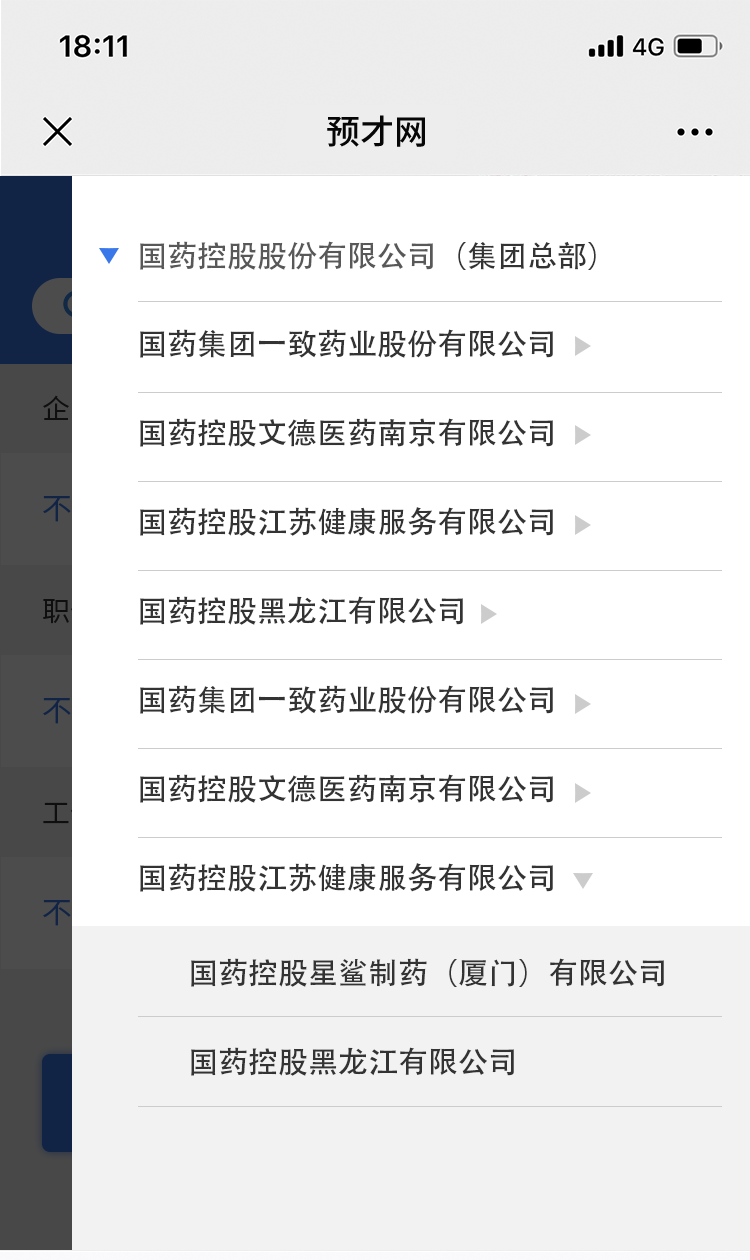 18:11
4G
预才网
国药控股股份有限公司（集团总部）
国药集团一致药业股份有限公司
企
国药控股文德医药南京有限公司
不
国药控股江苏健康服务有限公司
职
国药控股黑龙江有限公司
不
国药集团一致药业股份有限公司
国药控股文德医药南京有限公司
工
国药控股江苏健康服务有限公司
不
国药控股星鲨制药（厦门）有限公司
国药控股黑龙江有限公司